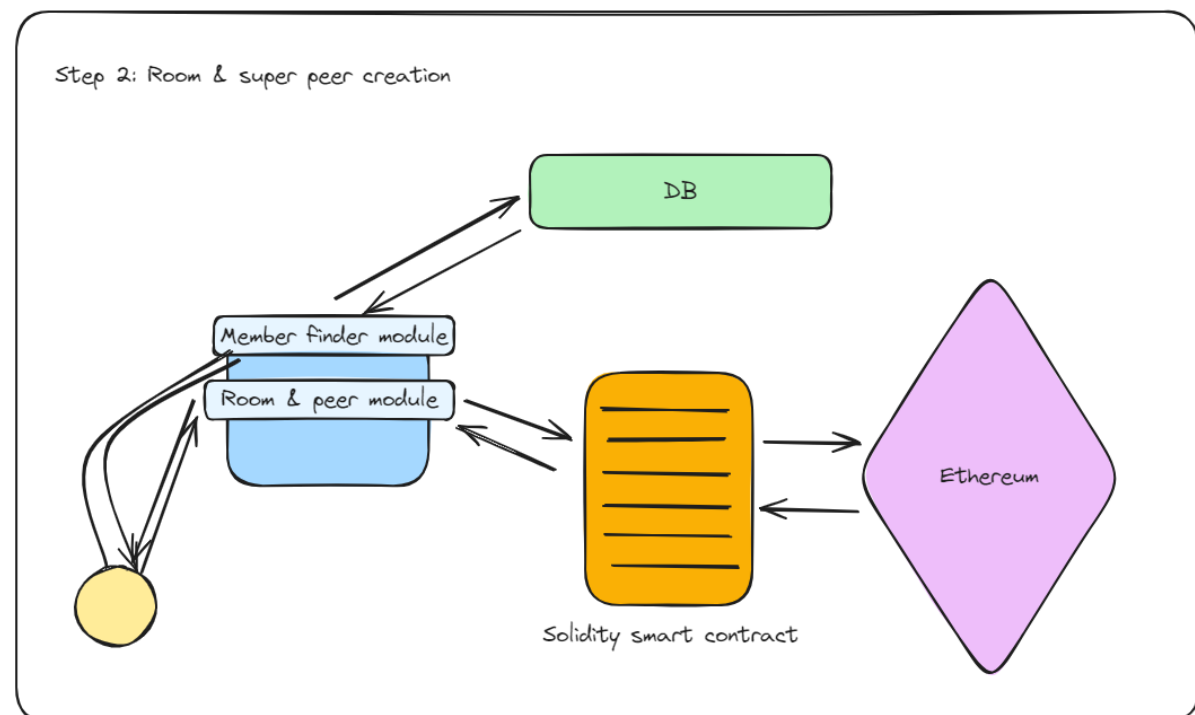 Step 2: Room & super peer creation
DB
Member finder module
Room & peer module
Ethereum
Solidity smart contract